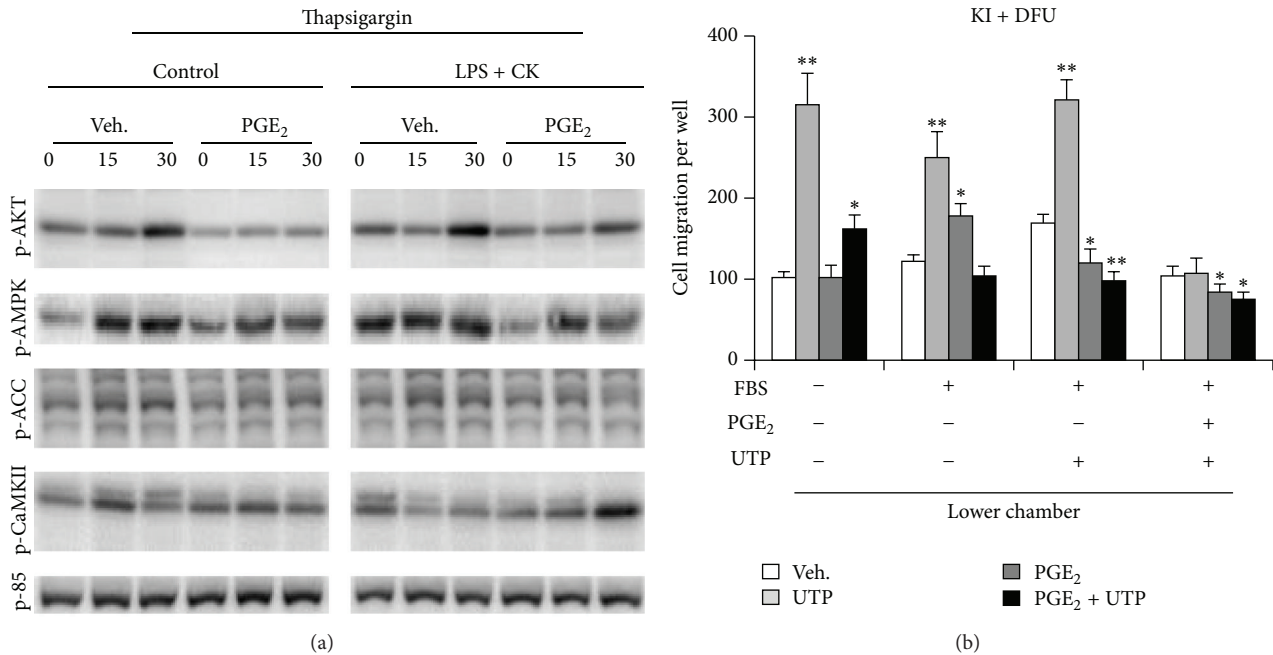 Thapsigargin
Control LPS + CK
Veh. PGE₂ Veh. PGE₂
0 15 30 0 15 30 0 15 30 0 15 30
p-AKT
p-AMPK
p-ACC
p-CaMKII
p-85
(a)
KI + DFU
Cell migration per well
400
300
200
100
0
** ** ** * * * ** * *
FBS − + + +
PGE₂ − − − +
UTP − − + +
Lower chamber
Veh. PGE₂
UTP PGE₂ + UTP
(b)